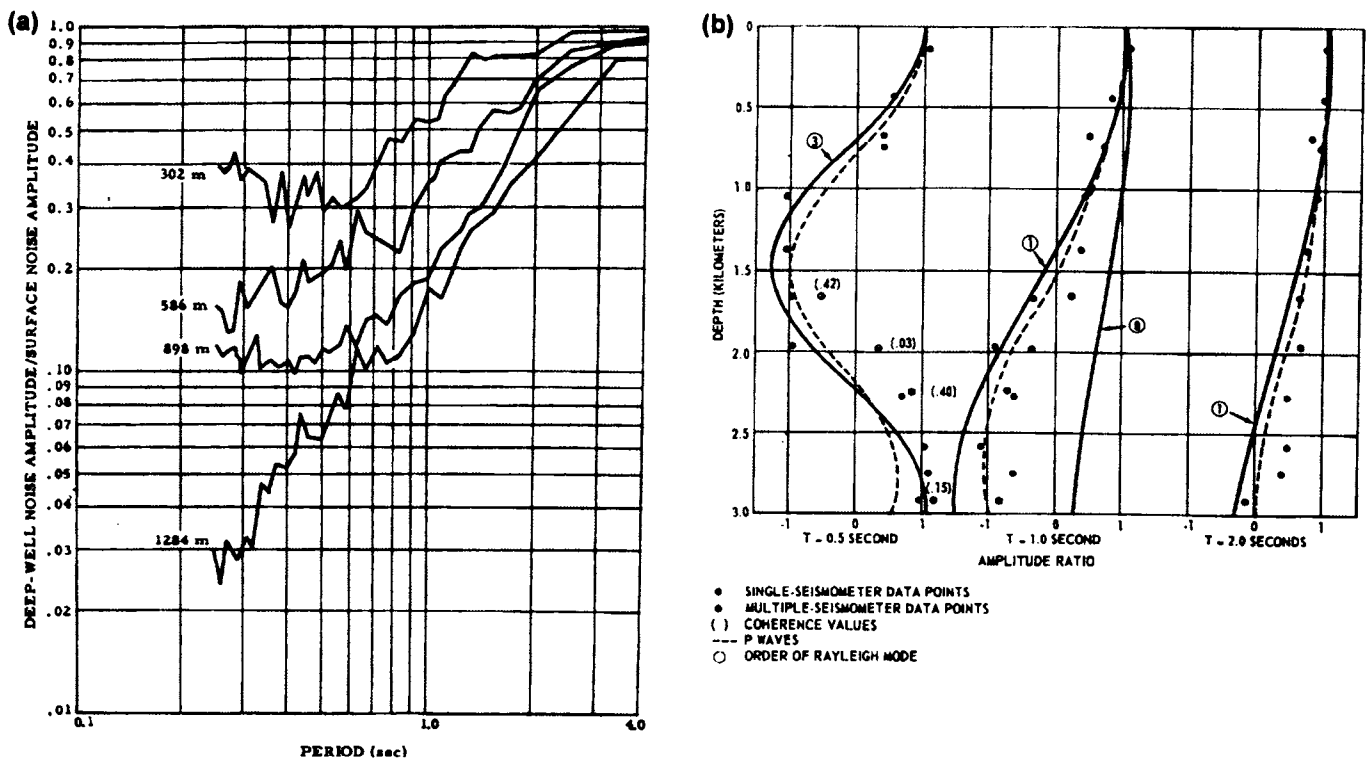 (a)
DEEP-WELL NOISE AMPLITUDE/SURFACE NOISE AMPLITUDE
1.0
0.9
0.8
0.7
0.6
0.5
0.4
0.3
0.2
.10
.09
.08
.07
.06
.05
.04
.03
.02
.01
302 m
586 m
898 m
1284 m
0.1
1.0
4.0
PERIOD (sec)
(b)
DEPTH (KILOMETERS)
0
0.5
1.0
1.5
2.0
2.5
3.0
3
(.42)
(.03)
(.40)
(.15)
1
0
1
-1 0 1 -1 0 1 -1 0 1
T - 0.5 SECOND T - 1.0 SECOND T - 2.0 SECONDS
AMPLITUDE RATIO
• SINGLE-SEISMOMETER DATA POINTS
• MULTIPLE-SEISMOMETER DATA POINTS
( ) COHERENCE VALUES
--- P WAVES
○ ORDER OF RAYLEIGH MODE